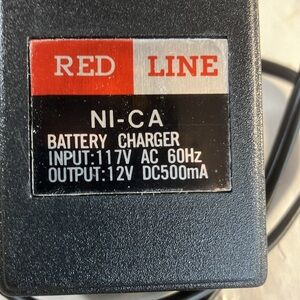 RED LINE
NI-CA
BATTERY CHARGER
INPUT:117V AC 60Hz
OUTPUT:12V DC500mA